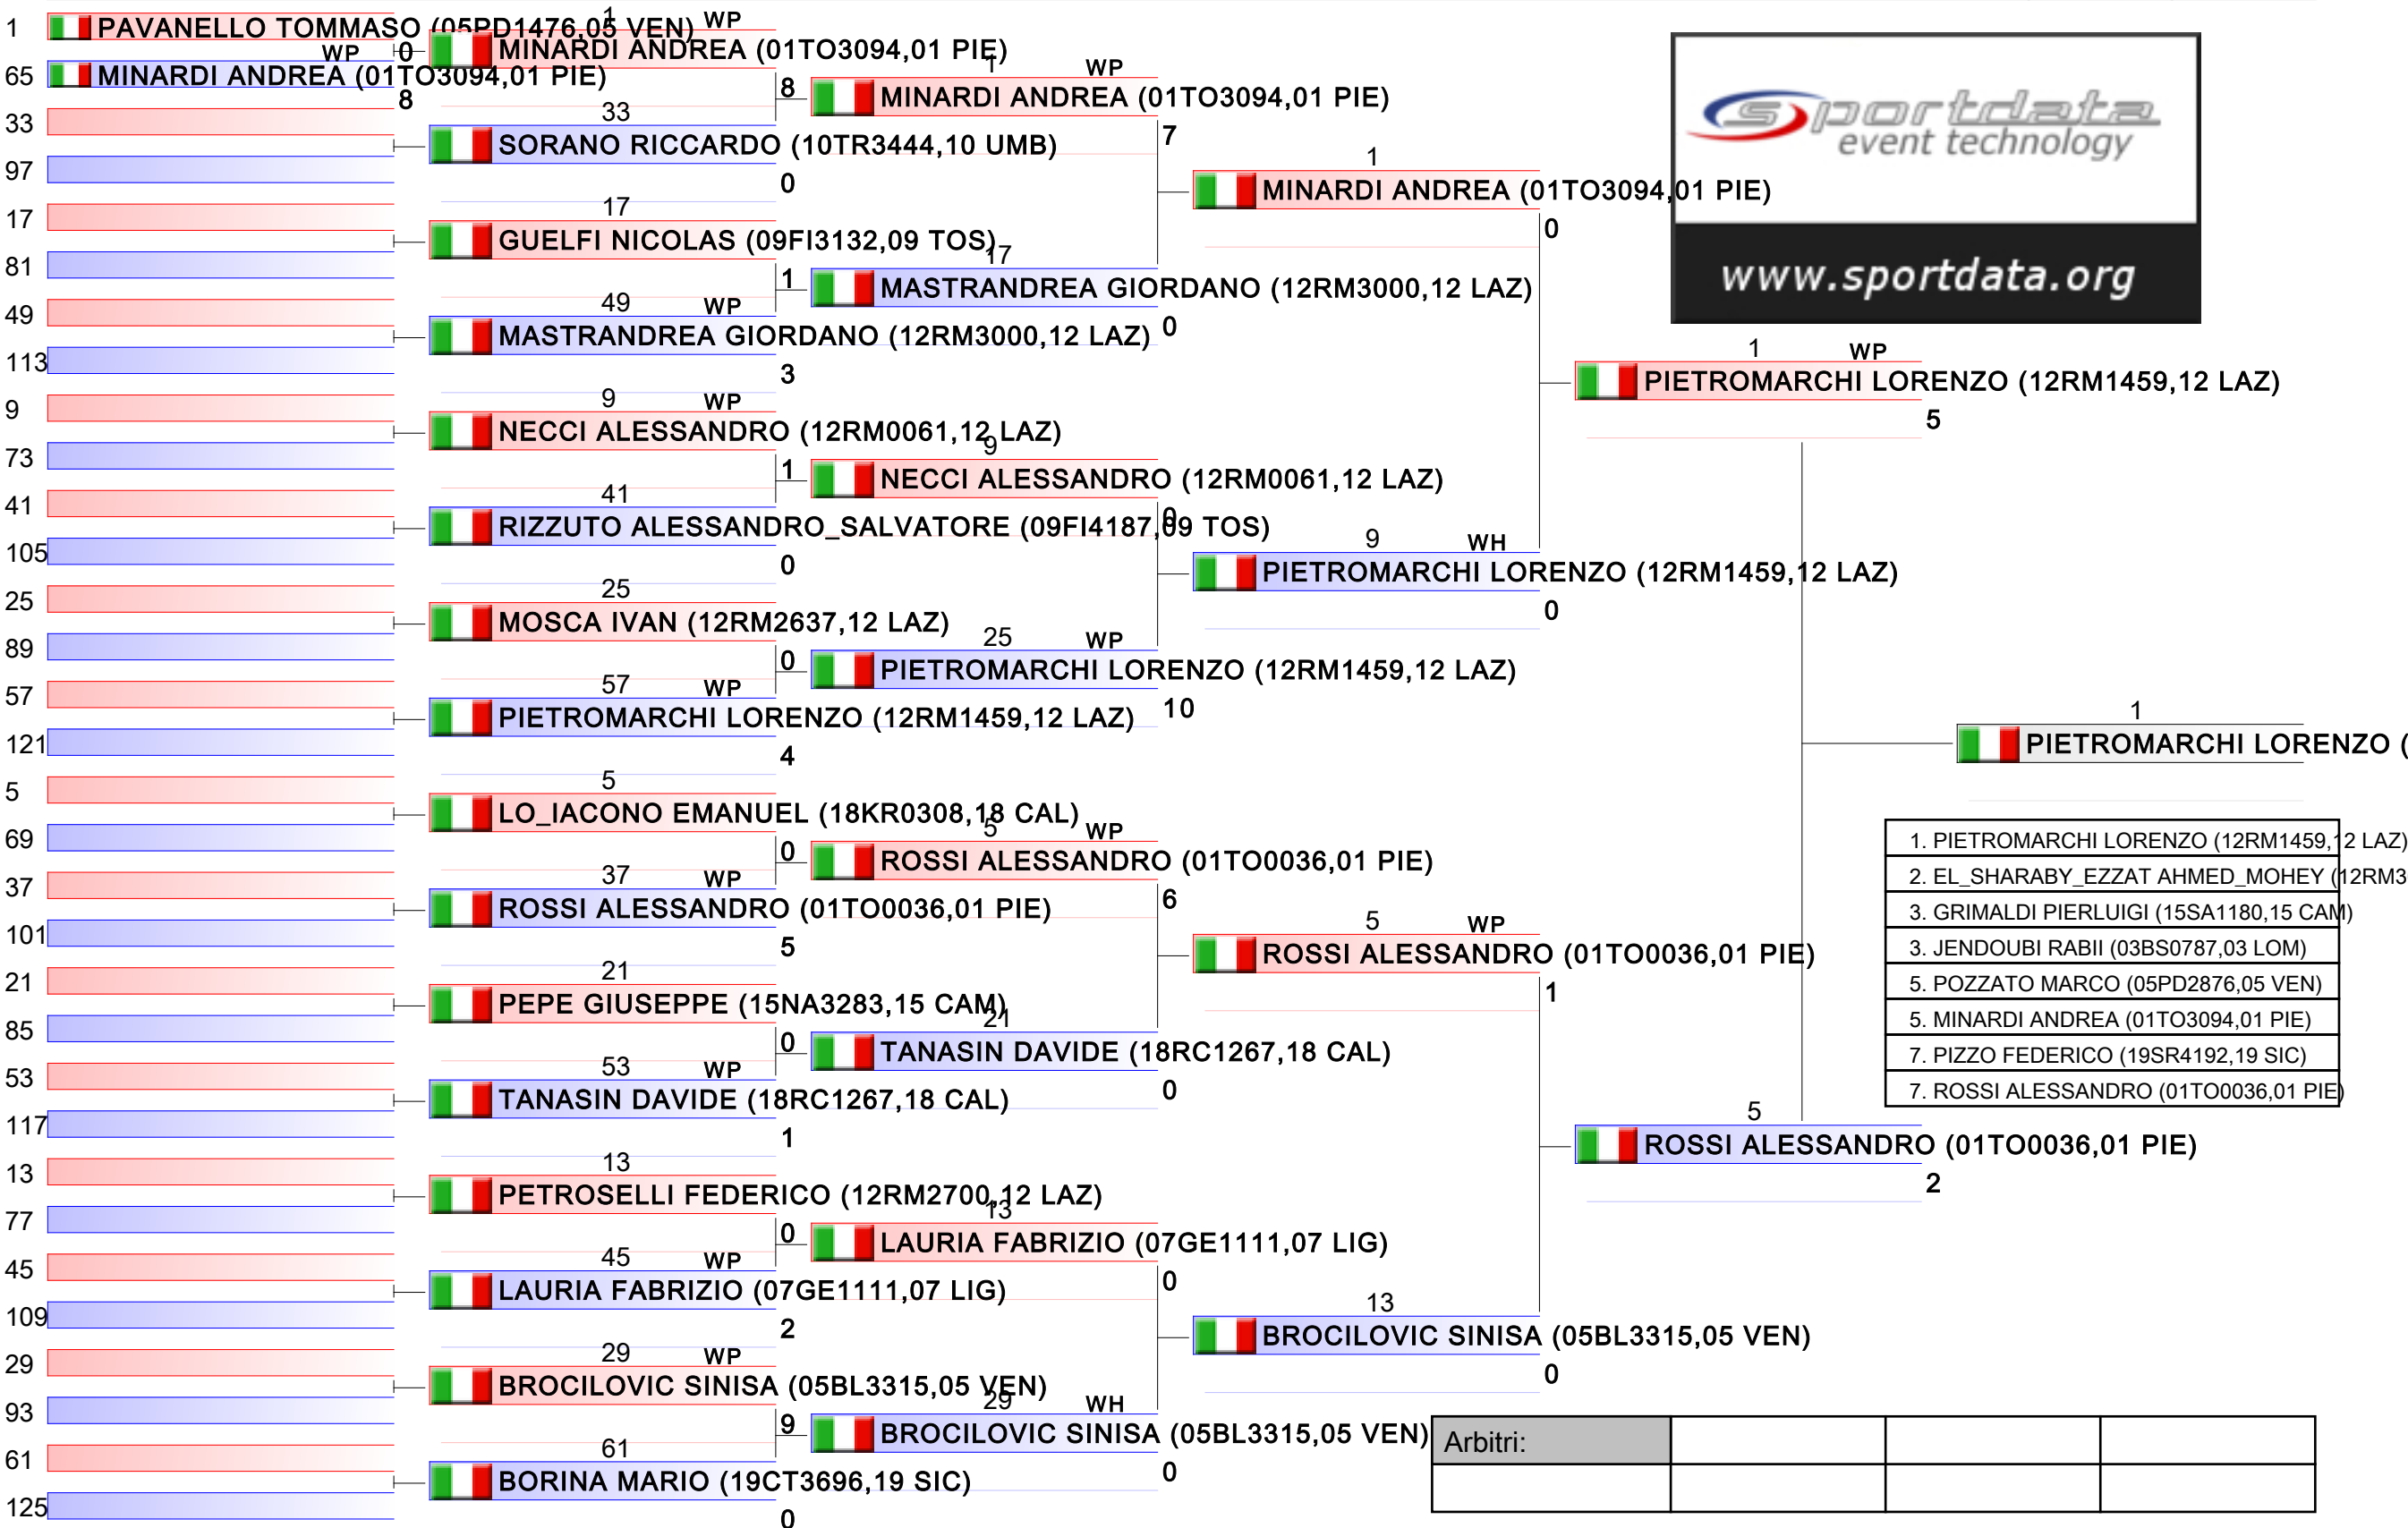 1 PAVANELLO TOMMASO (05PD1476,05 VEN)
WP 0
65 MINARDI ANDREA (01TO3094,01 PIE)
8
33
97
17
81
49
113
9
73
41
105
25
89
57
121
5
69
37
101
21
85
53
117
13
77
45
109
29
93
61
125
1 WP
MINARDI ANDREA (01TO3094,01 PIE)
8
33
SORANO RICCARDO (10TR3444,10 UMB)
0
17
GUELFI NICOLAS (09FI3132,09 TOS)
1
49 WP
MASTRANDREA GIORDANO (12RM3000,12 LAZ)
3
9 WP
NECCI ALESSANDRO (12RM0061,12 LAZ)
1
41
RIZZUTO ALESSANDRO_SALVATORE (09FI4187,09 TOS)
0
25
MOSCA IVAN (12RM2637,12 LAZ)
0
57 WP
PIETROMARCHI LORENZO (12RM1459,12 LAZ)
4
5
LO_IACONO EMANUEL (18KR0308,18 CAL)
0
37 WP
ROSSI ALESSANDRO (01TO0036,01 PIE)
5
21
PEPE GIUSEPPE (15NA3283,15 CAM)
0
53 WP
TANASIN DAVIDE (18RC1267,18 CAL)
1
13
PETROSELLI FEDERICO (12RM2700,12 LAZ)
0
45 WP
LAURIA FABRIZIO (07GE1111,07 LIG)
2
29 WP
BROCILOVIC SINISA (05BL3315,05 VEN)
9
61
BORINA MARIO (19CT3696,19 SIC)
0
1 WP
MINARDI ANDREA (01TO3094,01 PIE)
7
17
MASTRANDREA GIORDANO (12RM3000,12 LAZ)
0
9
NECCI ALESSANDRO (12RM0061,12 LAZ)
0
25 WP
PIETROMARCHI LORENZO (12RM1459,12 LAZ)
10
5 WP
ROSSI ALESSANDRO (01TO0036,01 PIE)
6
21
TANASIN DAVIDE (18RC1267,18 CAL)
0
13
LAURIA FABRIZIO (07GE1111,07 LIG)
0
29 WH
BROCILOVIC SINISA (05BL3315,05 VEN)
0
1
MINARDI ANDREA (01TO3094,01 PIE)
0
9 WH
PIETROMARCHI LORENZO (12RM1459,12 LAZ)
0
5 WP
ROSSI ALESSANDRO (01TO0036,01 PIE)
1
13
BROCILOVIC SINISA (05BL3315,05 VEN)
0
sportdata
event technology
www.sportdata.org
1 WP
PIETROMARCHI LORENZO (12RM1459,12 LAZ)
5
5
ROSSI ALESSANDRO (01TO0036,01 PIE)
2
1
PIETROMARCHI LORENZO (
1. PIETROMARCHI LORENZO (12RM1459,12 LAZ)
2. EL_SHARABY_EZZAT AHMED_MOHEY (12RM3
3. GRIMALDI PIERLUIGI (15SA1180,15 CAM)
3. JENDOUBI RABII (03BS0787,03 LOM)
5. POZZATO MARCO (05PD2876,05 VEN)
5. MINARDI ANDREA (01TO3094,01 PIE)
7. PIZZO FEDERICO (19SR4192,19 SIC)
7. ROSSI ALESSANDRO (01TO0036,01 PIE)
Arbitri: